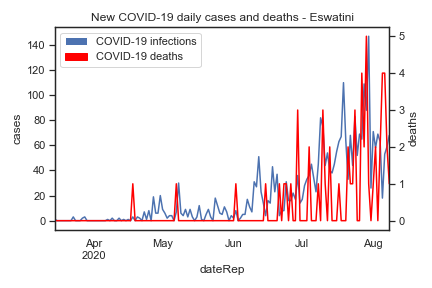 New COVID-19 daily cases and deaths - Eswatini
COVID-19 infections
COVID-19 deaths
140
120
100
80
60
40
20
0
cases
5
4
3
2
1
0
deaths
Apr
2020
May
Jun
Jul
Aug
dateRep